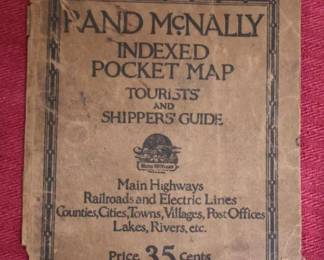 RAND McNALLY
INDEXED
POCKET MAP
TOURISTS'
AND
SHIPPERS' GUIDE
Main Highways
Railroads and Electric Lines
Counties, Cities, Towns, Villages, Post Offices
Lakes, Rivers, etc.
Price 35 Cents